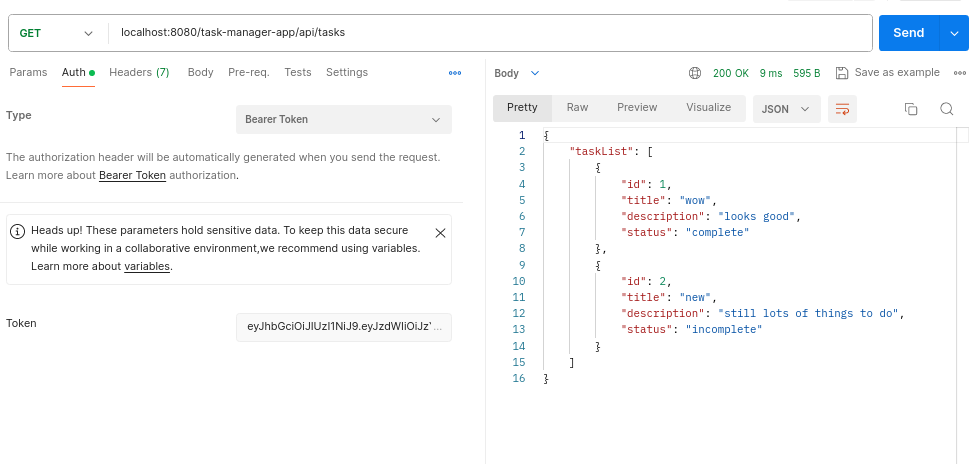 GET
localhost:8080/task-manager-app/api/tasks
Send
Params Auth Headers (7) Body Pre-req. Tests Settings
Type
Bearer Token
The authorization header will be automatically generated when you send the request.
Learn more about Bearer Token authorization.
Heads up! These parameters hold sensitive data. To keep this data secure
while working in a collaborative environment,we recommend using variables.
Learn more about variables.
Token
Body
200 OK 9 ms 595 B Save as example
Pretty Raw Preview Visualize JSON
1 {
2 "taskList": [
3 {
4 "id": 1,
5 "title": "wow",
6 "description": "looks good",
7 "status": "complete"
8 },
9 {
10 "id": 2,
11 "title": "new",
12 "description": "still lots of things to do",
13 "status": "incomplete"
14 }
15 ]
16 }